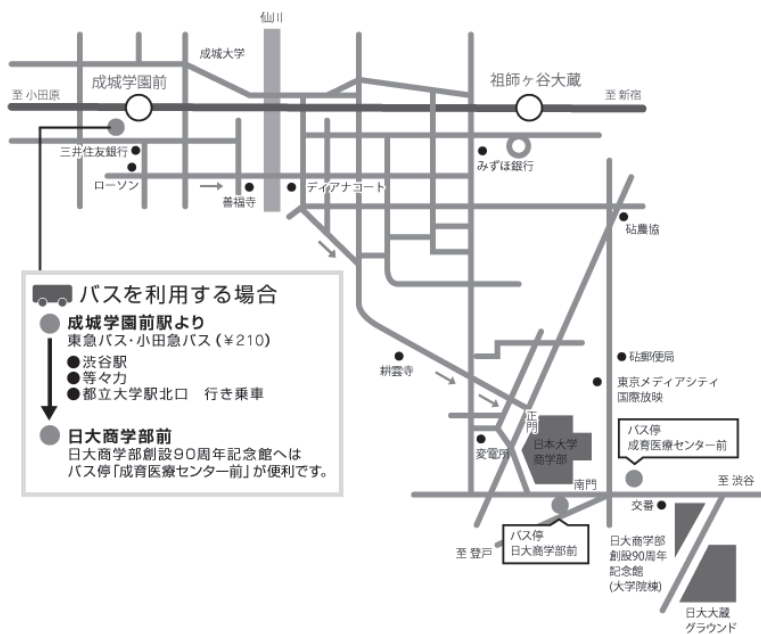 仙川
成城大学
成城学園前
祖師ヶ谷大蔵
至 小田原
至 新宿
三井住友銀行
みずほ銀行
ローソン
ディアナコート
善福寺
砧農協
バスを利用する場合
成城学園前駅より
東急バス・小田急バス(¥210)
●渋谷駅
●等々力
●都立大学駅北口 行き乗車
日大商学部前
日大商学部創設90周年記念館へは
バス停「成育医療センター前」が便利です。
耕雲寺
砧郵便局
東京メディアシティ
国際放映
正門
日本大学
商学部
変電所
バス停
成育医療センター前
南門
至 渋谷
交番
バス停
日大商学部前
至 登戸
日大商学部
創設90周年
記念館
(大学院棟)
日大大蔵
グラウンド